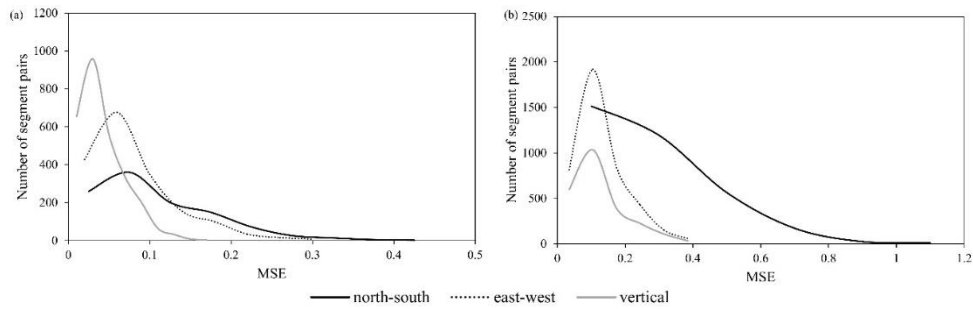 (a)
1200
1000
800
600
400
200
0
Number of segment pairs
0 0.1 0.2 0.3 0.4 0.5
MSE
(b)
2500
2000
1500
1000
500
0
Number of segment pairs
0 0.2 0.4 0.6 0.8 1 1.2
MSE
north-south east-west vertical